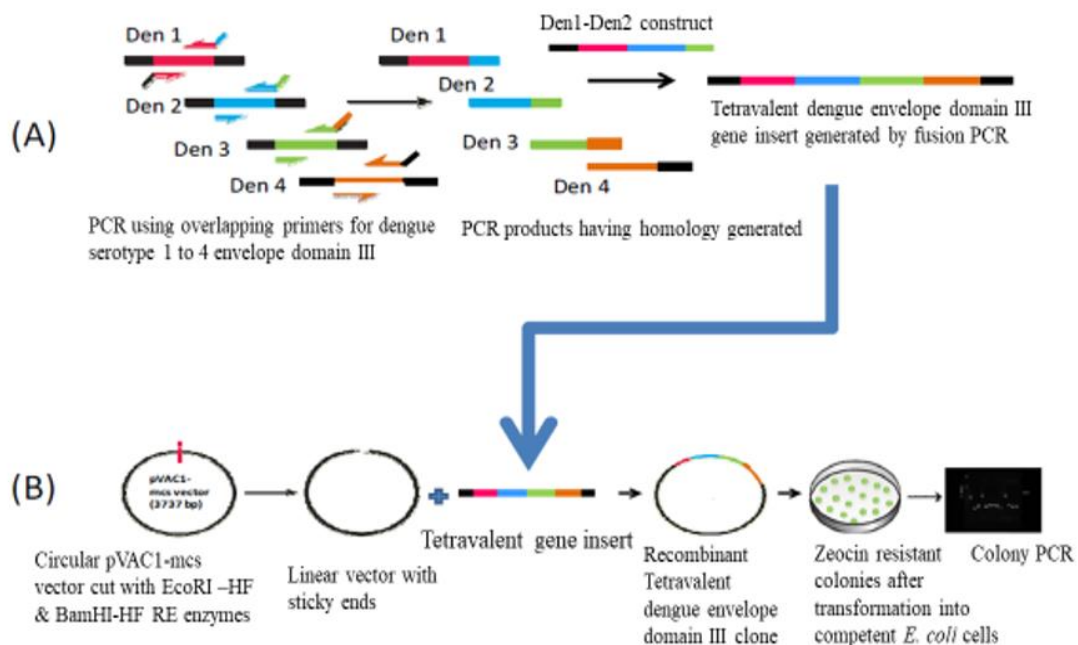 (A)
Den 1
Den 2
Den 3
Den 4
PCR using overlapping primers for dengue
serotype 1 to 4 envelope domain III
Den 1
Den 2
Den 3
Den 4
PCR products having homology generated
Den1-Den2 construct
Tetravalent dengue envelope domain III
gene insert generated by fusion PCR
(B)
pVAC1-
mcs vector
(3737 bp)
Circular pVAC1-mcs
vector cut with EcoRI –HF
& BamHI-HF RE enzymes
Linear vector with
sticky ends
Tetravalent gene insert
Recombinant
Tetravalent
dengue envelope
domain III clone
Zeocin resistant
colonies after
transformation into
competent E. coli cells
Colony PCR